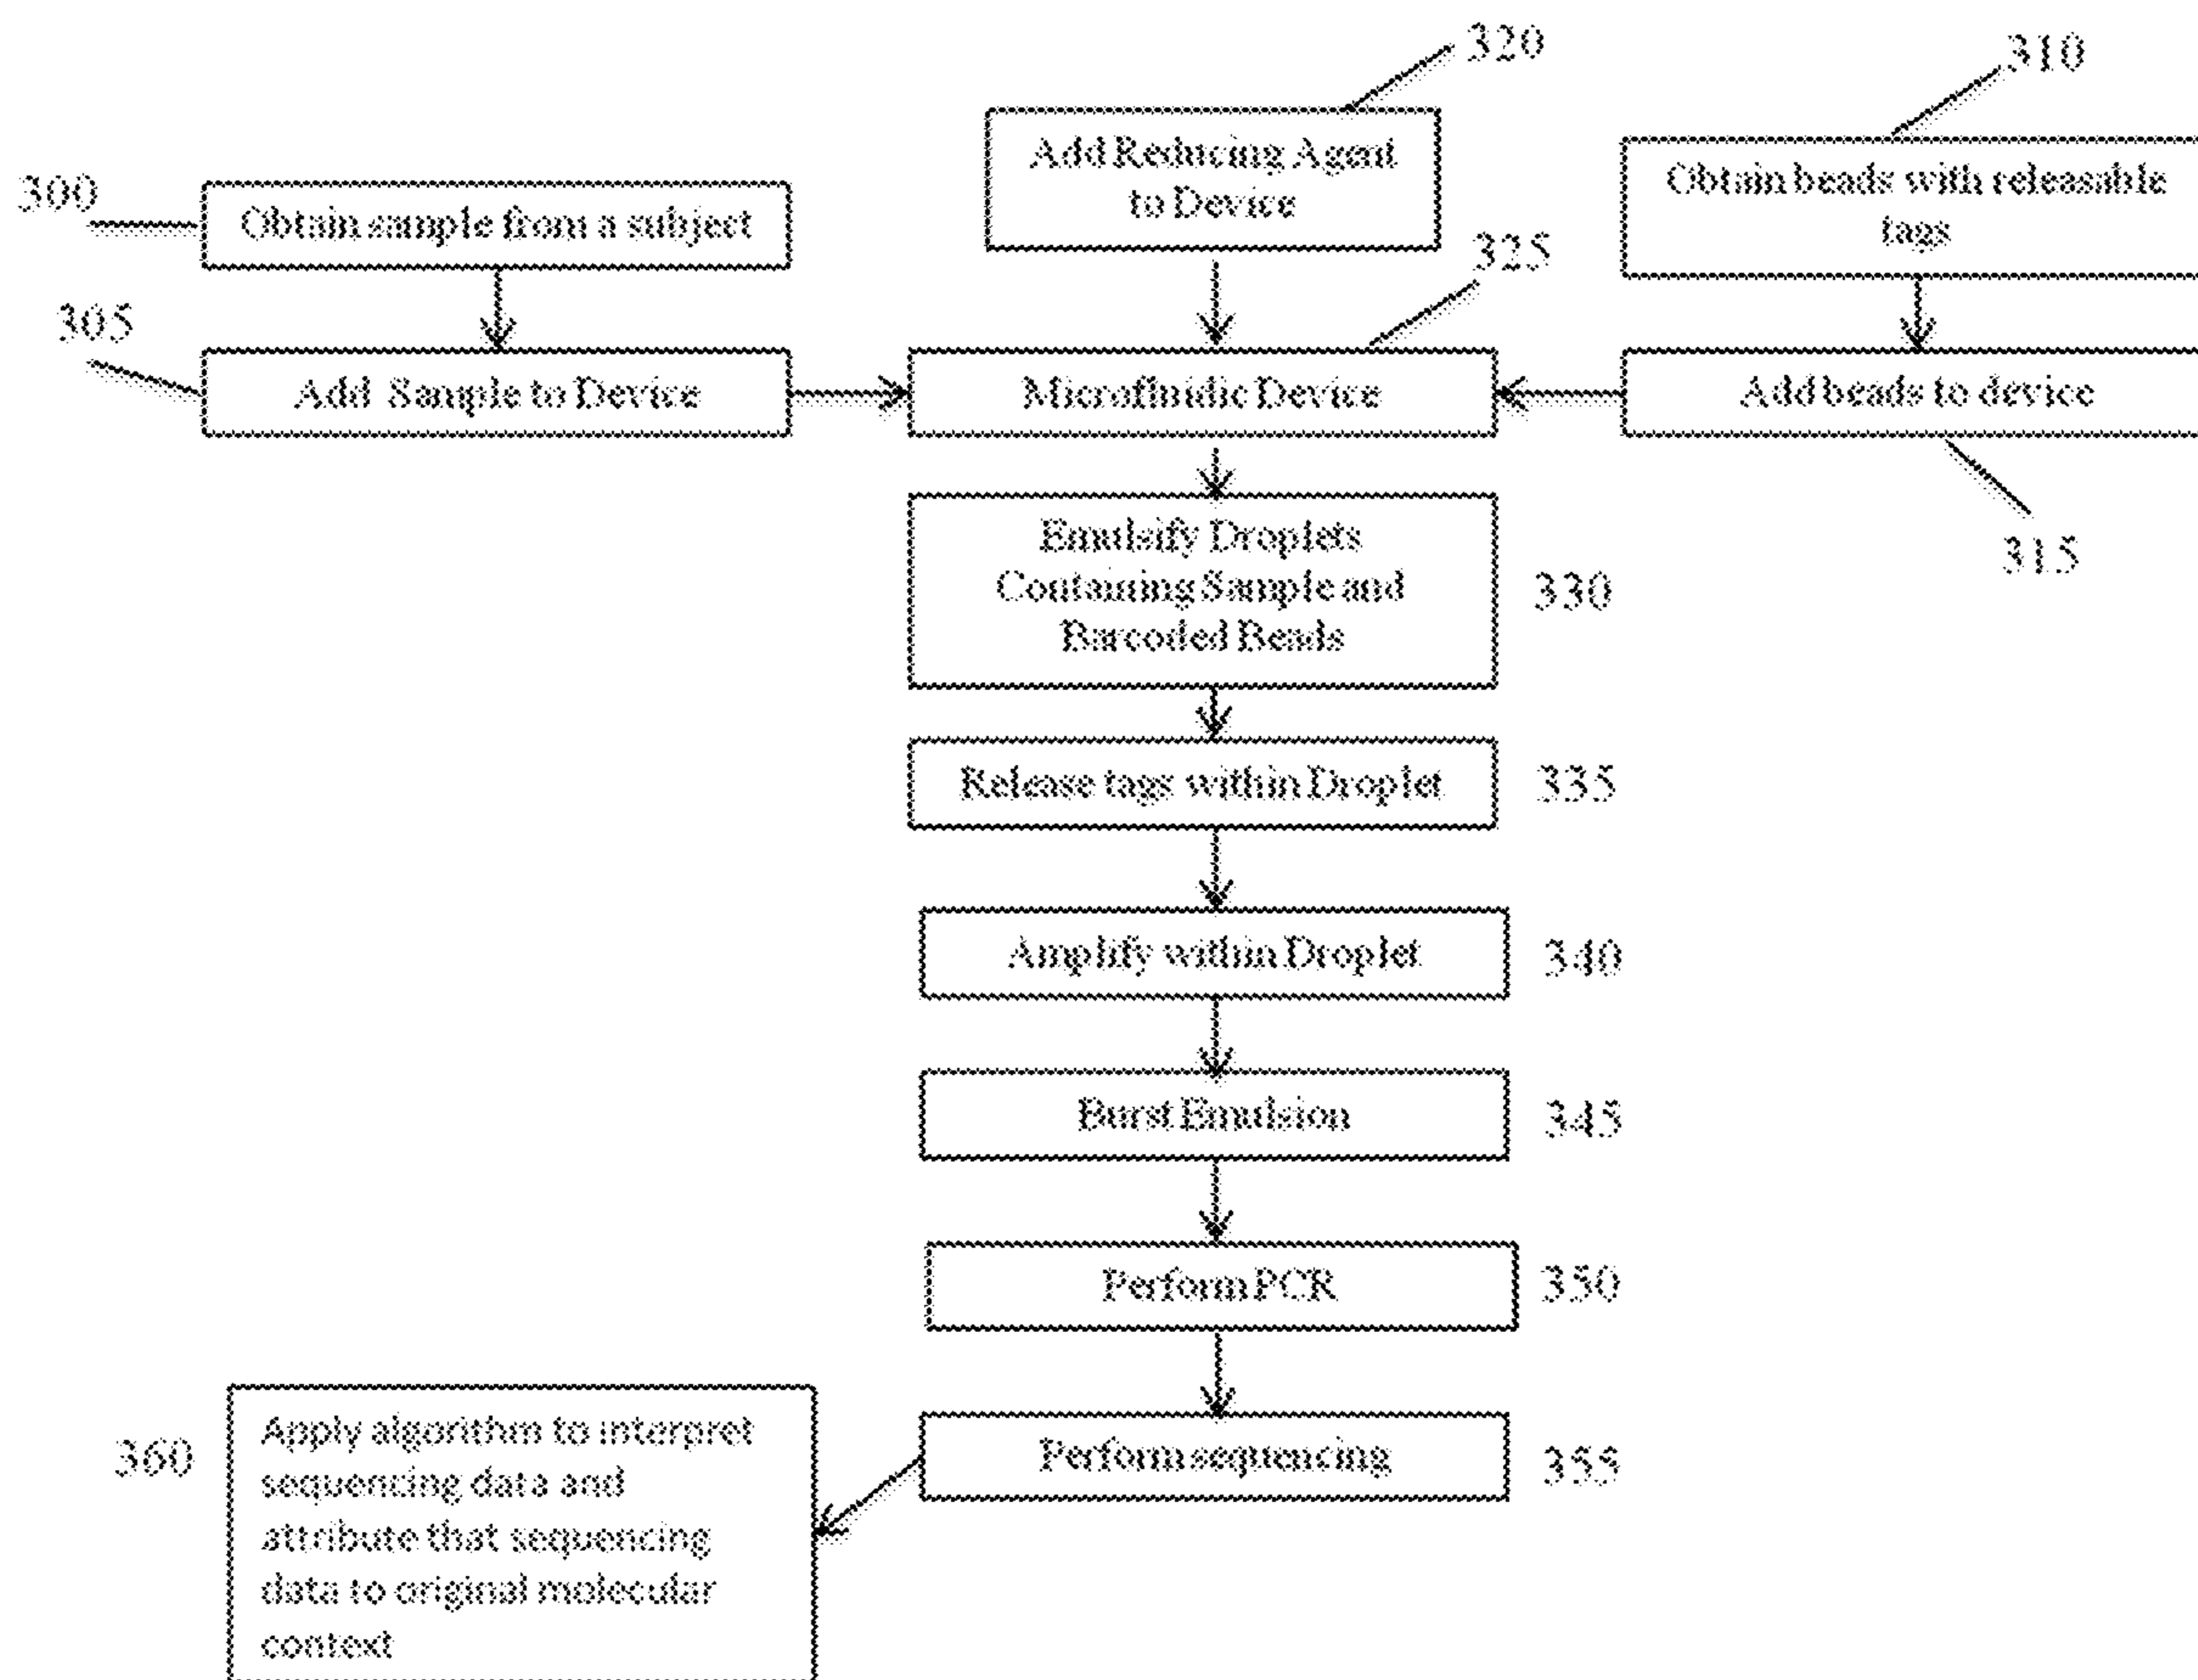 320
310
Add Reducing Agent
to Device
Obtain beads with releasable
tags
300
Obtain sample from a subject
325
305
Add Sample to Device
Microfluidic Device
Add beads to device
315
Emulsify Droplets
Containing Sample and
Barcoded Beads
330
Release tags within Droplet
335
Amplify within Droplet
340
Burst Emulsion
345
Perform PCR
350
Perform sequencing
355
360
Apply algorithm to interpret
sequencing data and
attribute that sequencing
data to original molecular
context